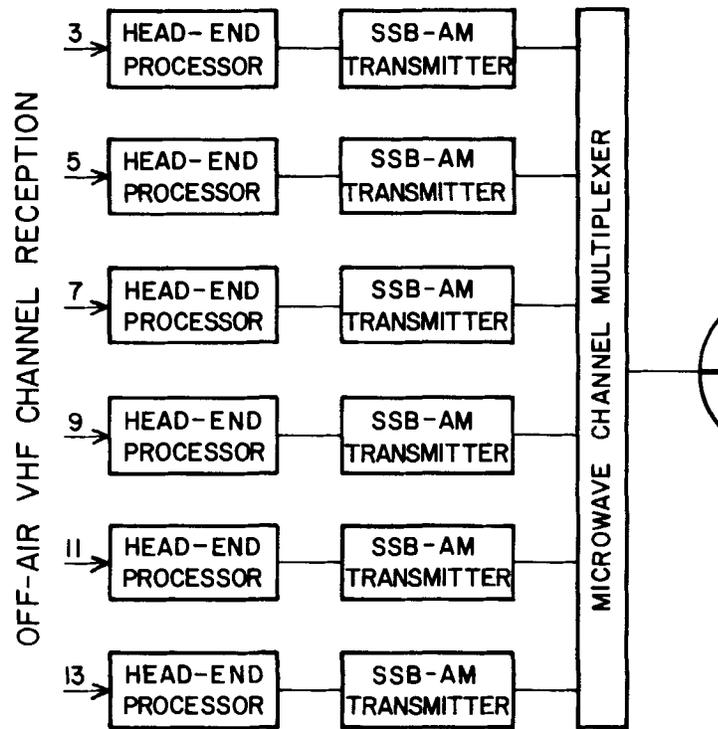 OFF-AIR VHF CHANNEL RECEPTION
3
HEAD-END
PROCESSOR
SSB-AM
TRANSMITTER
5
HEAD-END
PROCESSOR
SSB-AM
TRANSMITTER
7
HEAD-END
PROCESSOR
SSB-AM
TRANSMITTER
9
HEAD-END
PROCESSOR
SSB-AM
TRANSMITTER
11
HEAD-END
PROCESSOR
SSB-AM
TRANSMITTER
13
HEAD-END
PROCESSOR
SSB-AM
TRANSMITTER
MICROWAVE CHANNEL MULTIPLEXER